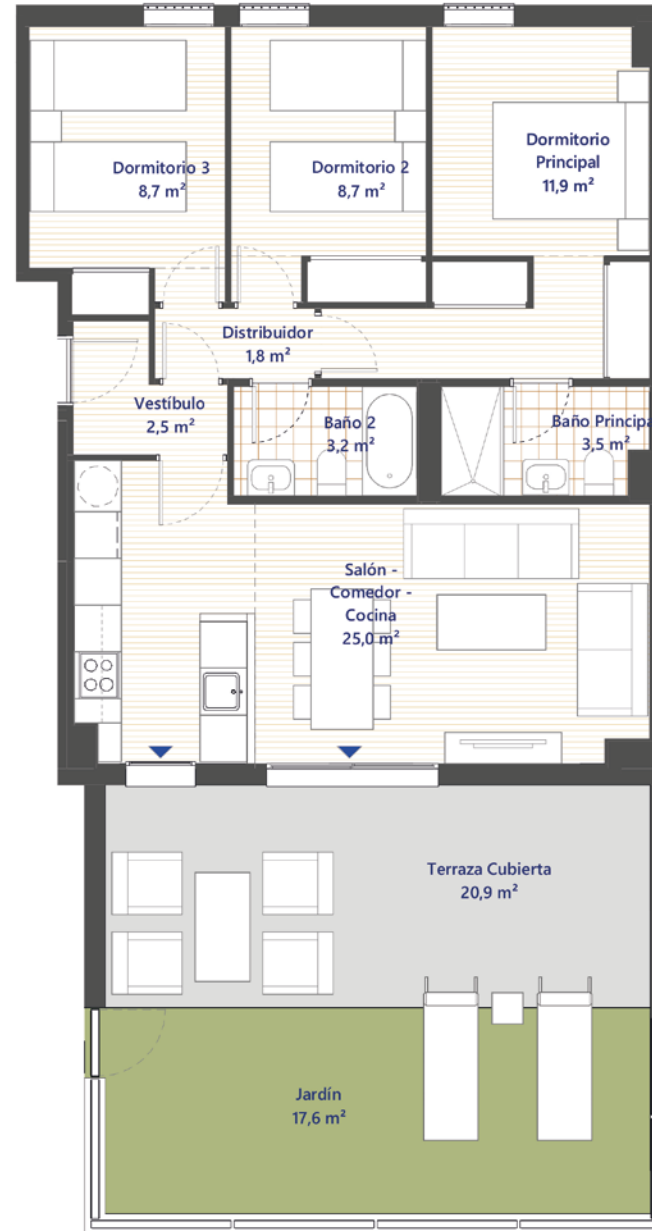 Dormitorio 3
8,7 m²
Dormitorio 2
8,7 m²
Dormitorio
Principal
11,9 m²
Distribuidor
1,8 m²
Vestíbulo
2,5 m²
Baño 2
3,2 m²
Baño Principa
3,5 m²
Salón -
Comedor -
Cocina
25,0 m²
Terraza Cubierta
20,9 m²
Jardín
17,6 m²